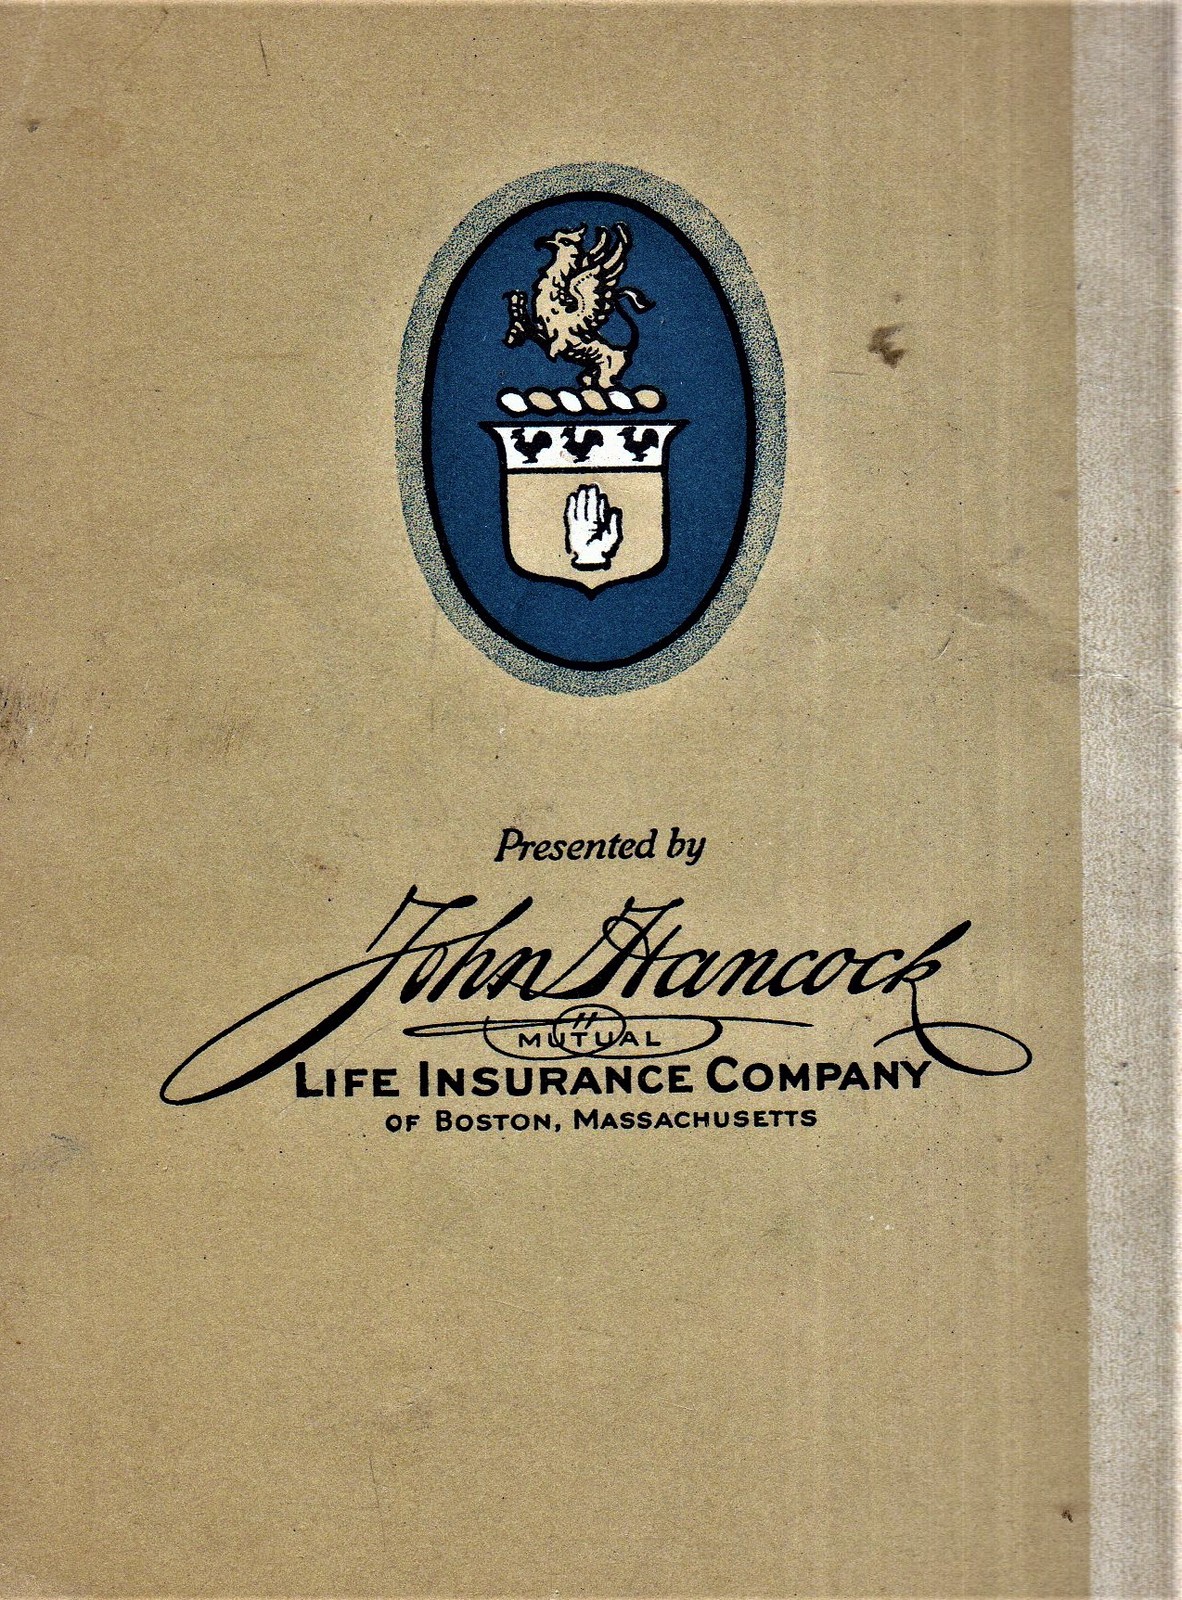 Presented by
John Hancock
MUTUAL
LIFE INSURANCE COMPANY
OF BOSTON, MASSACHUSETTS